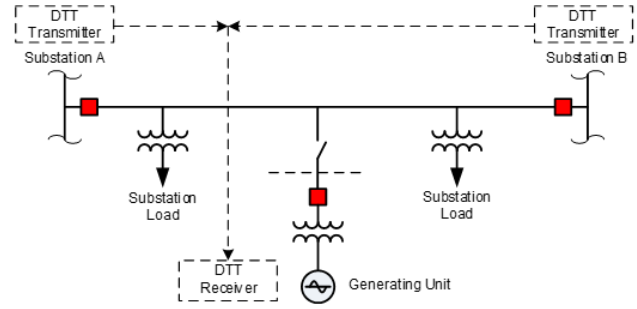 DTT
Transmitter
DTT
Transmitter
Substation A
Substation B
Substation
Load
Substation
Load
DTT
Receiver
Generating Unit